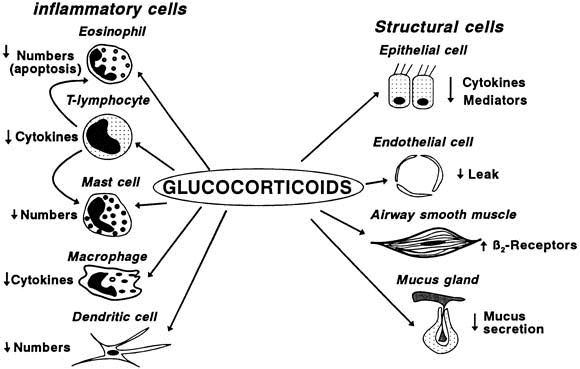 inflammatory cells
Eosinophil
↓ Numbers
(apoptosis)
T-lymphocyte
↓ Cytokines
Mast cell
↓ Numbers
Macrophage
↓ Cytokines
Dendritic cell
↓ Numbers
GLUCOCORTICOIDS
Structural cells
Epithelial cell
↓ Cytokines
Mediators
Endothelial cell
↓ Leak
Airway smooth muscle
↑ ß₂-Receptors
Mucus gland
↓ Mucus
secretion